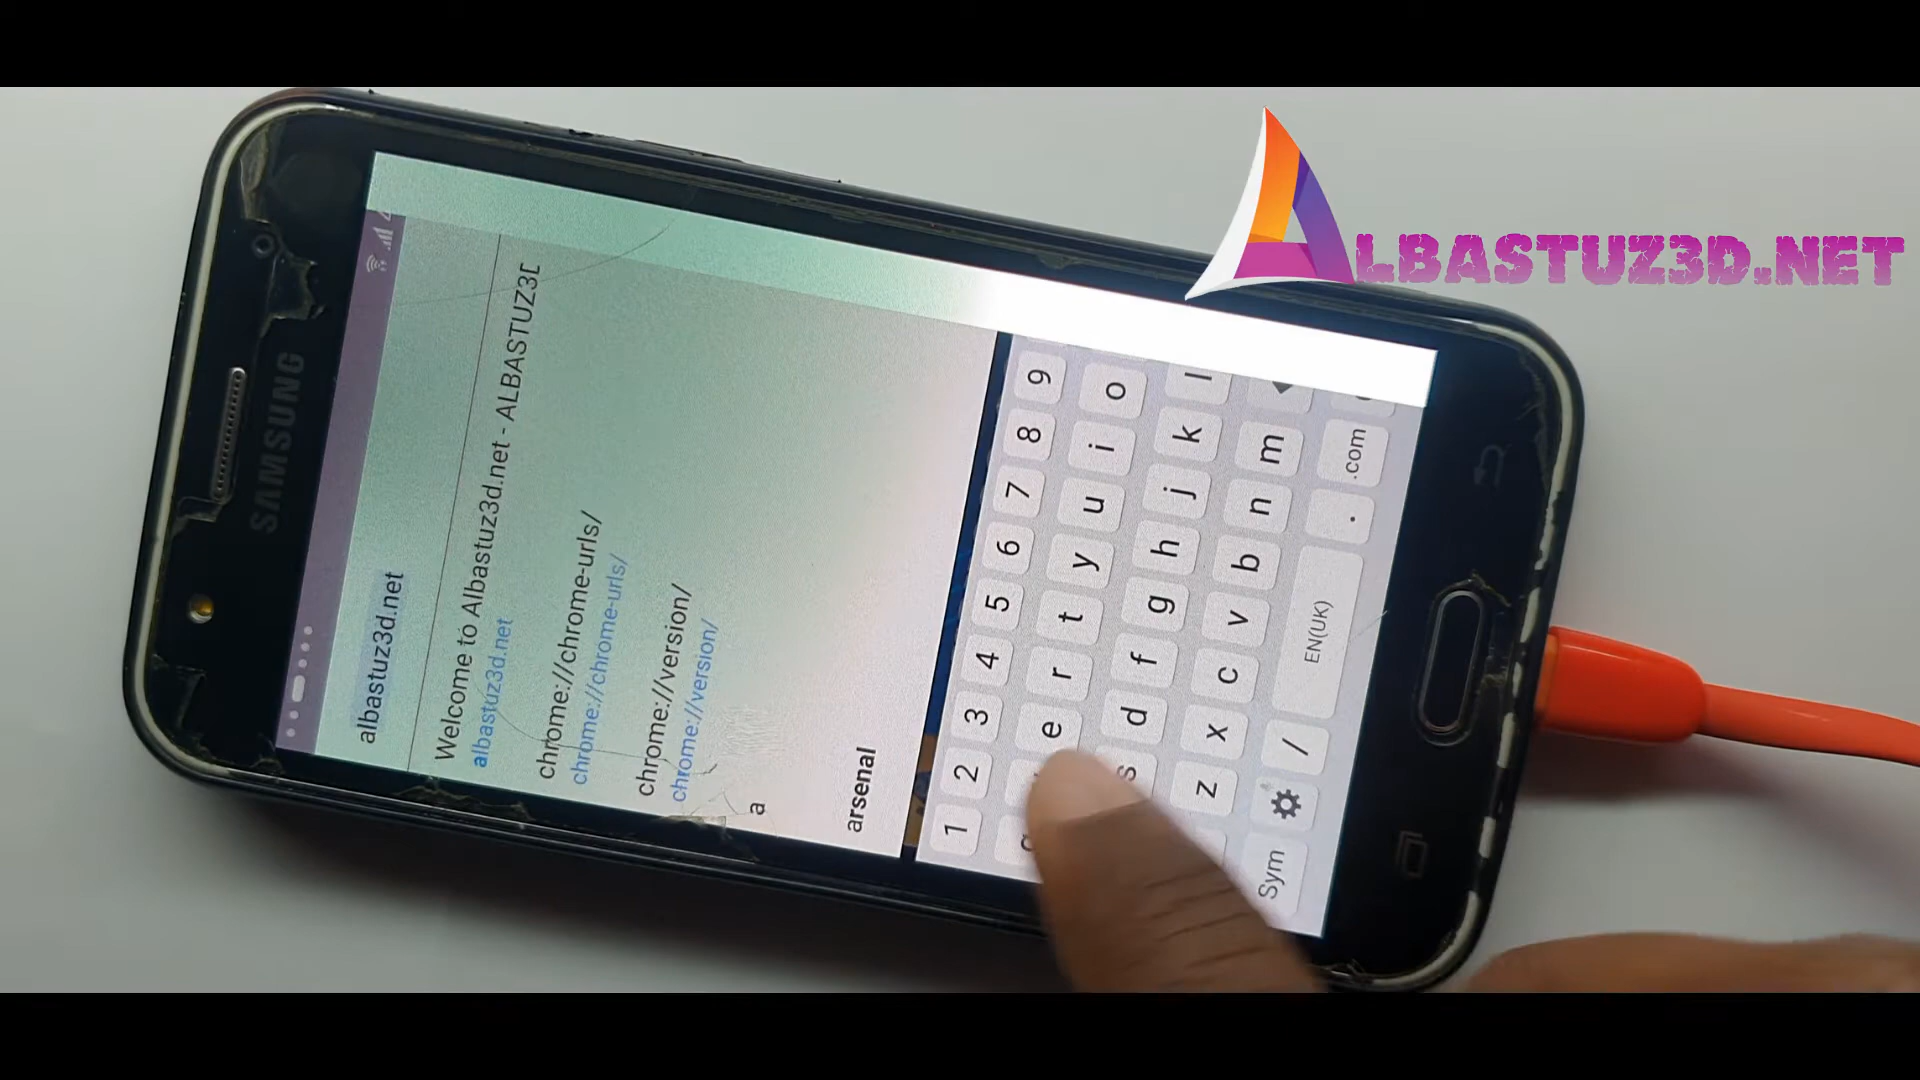 ALBASTUZ3D.NET
SAMSUNG
albastuz3d.net
Welcome to Albastuz3d.net - ALBASTUZ3D
albastuz3d.net
chrome://chrome-urls/
chrome://chrome-urls/
chrome://version/
chrome://version/
a
arsenal
1 2 3 4 5 6 7 8 9
e r t y u i o
s d f g h j k l
z x c v b n m
Sym / EN(UK) . .com